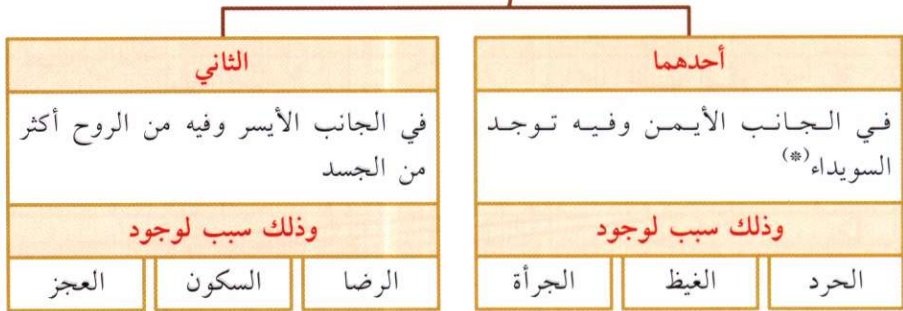 أحدهما
في الجانب الأيمن وفيه توجد
السويداء(*)
وذلك سبب لوجود
الحرد
الغيظ
الجرأة
الثاني
في الجانب الأيسر وفيه من الروح أكثر
من الجسد
وذلك سبب لوجود
الرضا
السكون
العجز